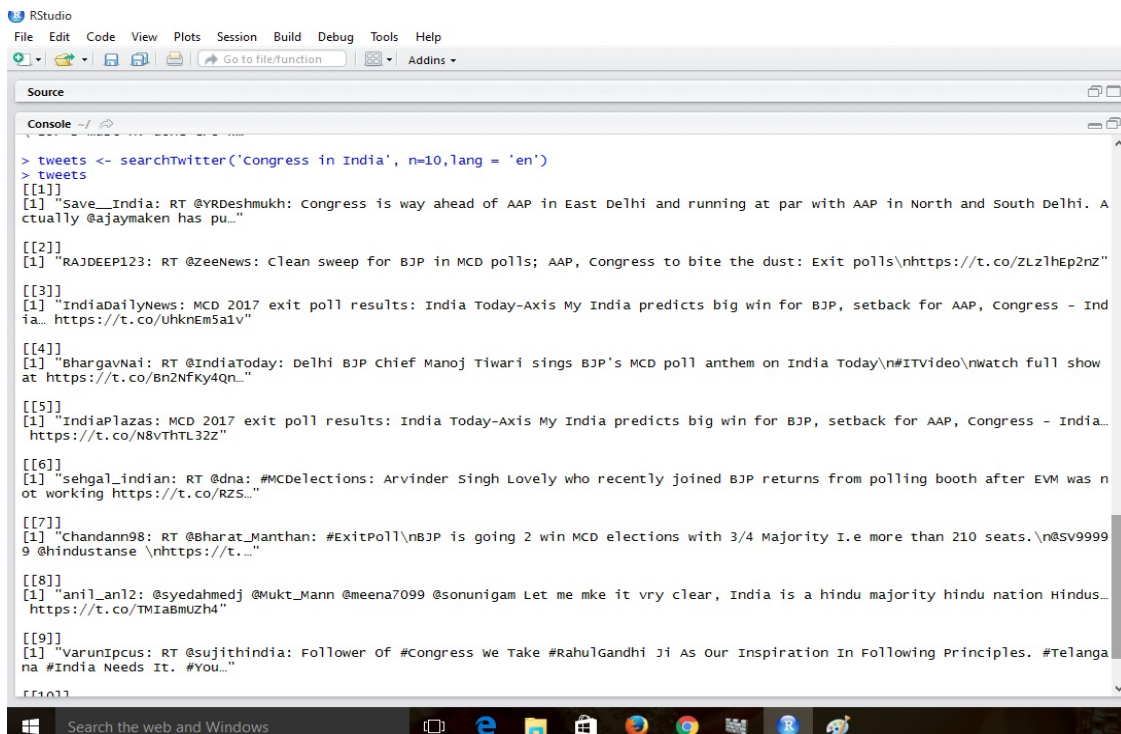 RStudio
File Edit Code View Plots Session Build Debug Tools Help
Go to file/function Addins
Source
Console ~/
> tweets <- searchTwitter('Congress in India', n=10,lang = 'en')
> tweets
[[1]]
[1] "Save__India: RT @YRDeshmukh: Congress is way ahead of AAP in East Delhi and running at par with AAP in North and South Delhi. A
ctually @ajaymaken has pu…"
[[2]]
[1] "RAJDEEP123: RT @ZeeNews: Clean sweep for BJP in MCD polls; AAP, Congress to bite the dust: Exit polls\nhttps://t.co/ZLzlhEp2nZ"
[[3]]
[1] "IndiaDailyNews: MCD 2017 exit poll results: India Today-Axis My India predicts big win for BJP, setback for AAP, Congress - Ind
ia… https://t.co/UhknEm5a1v"
[[4]]
[1] "BhargavNai: RT @IndiaToday: Delhi BJP Chief Manoj Tiwari sings BJP's MCD poll anthem on India Today\n#ITVideo\nWatch full show
at https://t.co/Bn2NfKy4Qn…"
[[5]]
[1] "IndiaPlazas: MCD 2017 exit poll results: India Today-Axis My India predicts big win for BJP, setback for AAP, Congress - India…
https://t.co/N8vThTL32Z"
[[6]]
[1] "sehgal_indian: RT @dna: #MCDelections: Arvinder Singh Lovely who recently joined BJP returns from polling booth after EVM was n
ot working https://t.co/RZS…"
[[7]]
[1] "Chandann98: RT @Bharat_Manthan: #ExitPoll\nBJP is going 2 win MCD elections with 3/4 Majority I.e more than 210 seats.\n@SV9999
9 @hindustanse \nhttps://t.…"
[[8]]
[1] "anil_anl2: @syedahmedj @Mukt_Mann @meena7099 @sonunigam Let me mke it vry clear, India is a hindu majority hindu nation Hindus…
https://t.co/TMIaBmUZh4"
[[9]]
[1] "VarunIpcus: RT @sujithindia: Follower Of #Congress We Take #RahulGandhi Ji As Our Inspiration In Following Principles. #Telanga
na #India Needs It. #You…"
[[10]]
Search the web and Windows